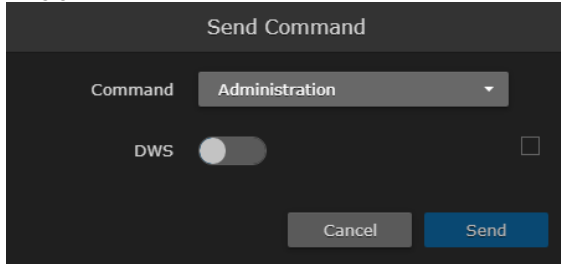 Send Command
Command Administration
DWS
Cancel Send